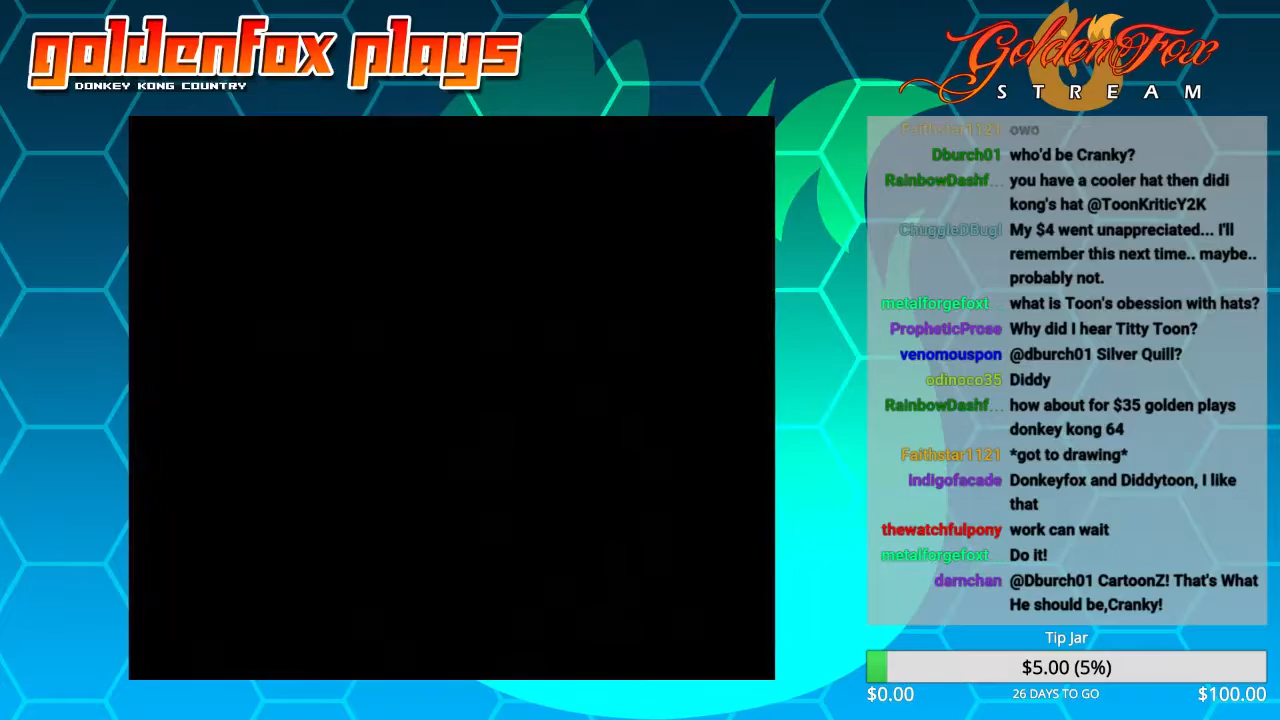 goldenfox plays
DONKEY KONG COUNTRY
GoldenFox
STREAM
Faithstar1121 owo
Dburch01 who'd be Cranky?
RainbowDashf... you have a cooler hat then didi
kong's hat @ToonKriticY2K
ChuggleDBugl My $4 went unappreciated... I'll
remember this next time.. maybe..
probably not.
metalforgefoxt... what is Toon's obession with hats?
PropheticProse Why did I hear Titty Toon?
venomouspon @dburch01 Silver Quill?
odinoco35 Diddy
RainbowDashf... how about for $35 golden plays
donkey kong 64
Faithstar1121 *got to drawing*
Indigofacade Donkeyfox and Diddytoon, I like
that
thewatchfulpony work can wait
metalforgefoxt... Do it!
darnchan @Dburch01 CartoonZ! That's What
He should be,Cranky!
Tip Jar
$5.00 (5%)
$0.00 26 DAYS TO GO $100.00